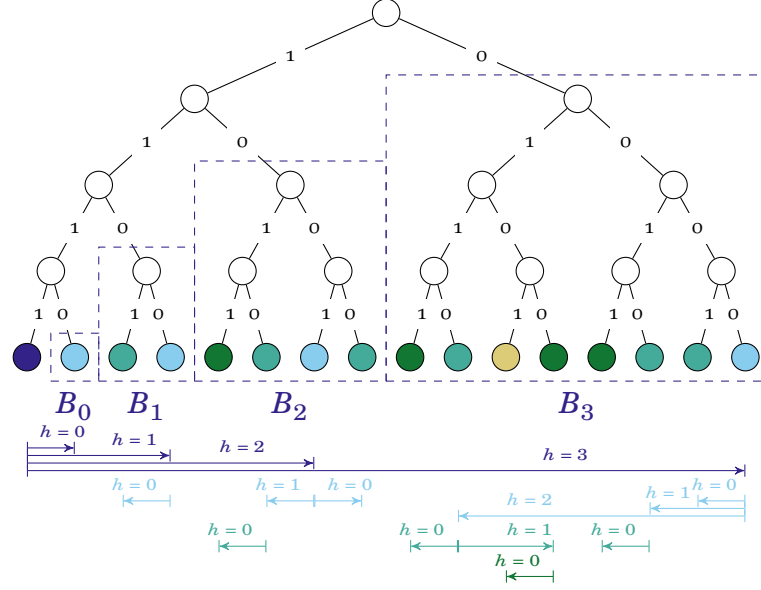 1 0
1 0 1 0
1 0 1 0 1 0 1 0
1 0 1 0 1 0 1 0 1 0 1 0 1 0 1 0
B0 B1 B2 B3
h = 0 h = 1 h = 2 h = 3
h = 0 h = 1 h = 0 h = 2 h = 1 h = 0
h = 0 h = 0 h = 1 h = 0
h = 0